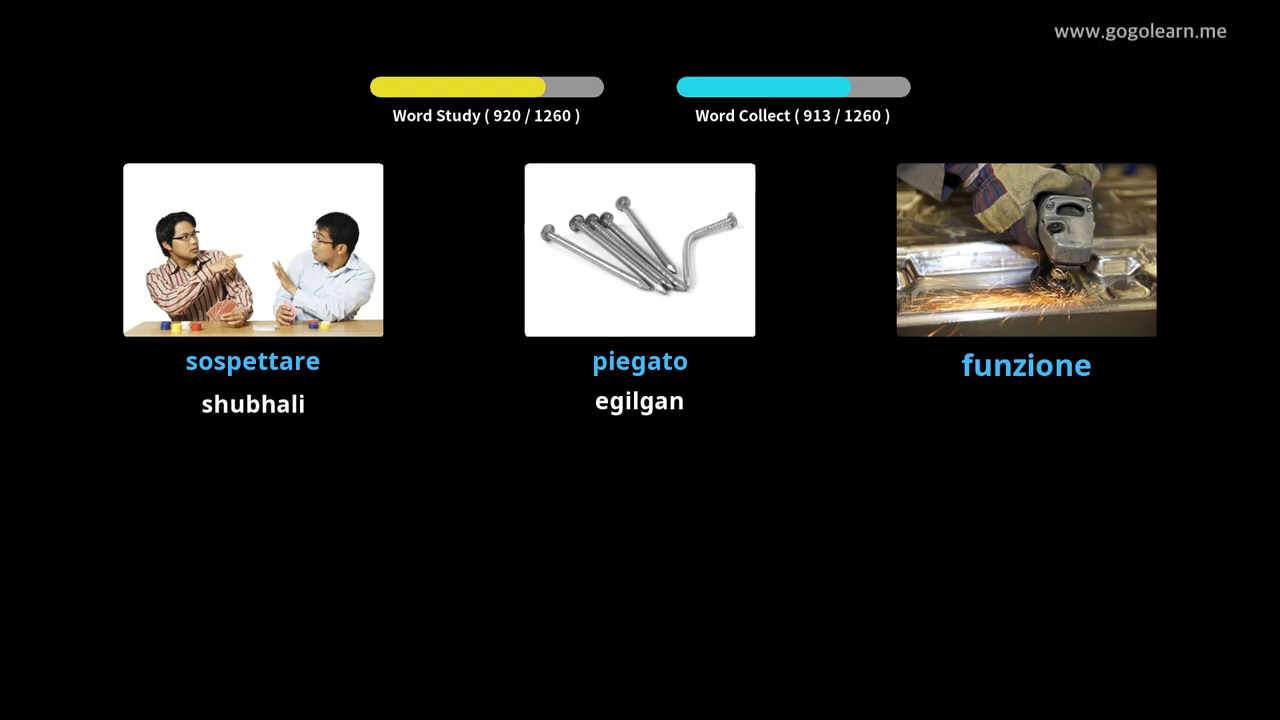 www.gogolearn.me
Word Study ( 920 / 1260 )
Word Collect ( 913 / 1260 )
sospettare
shubhali
piegato
egilgan
funzione